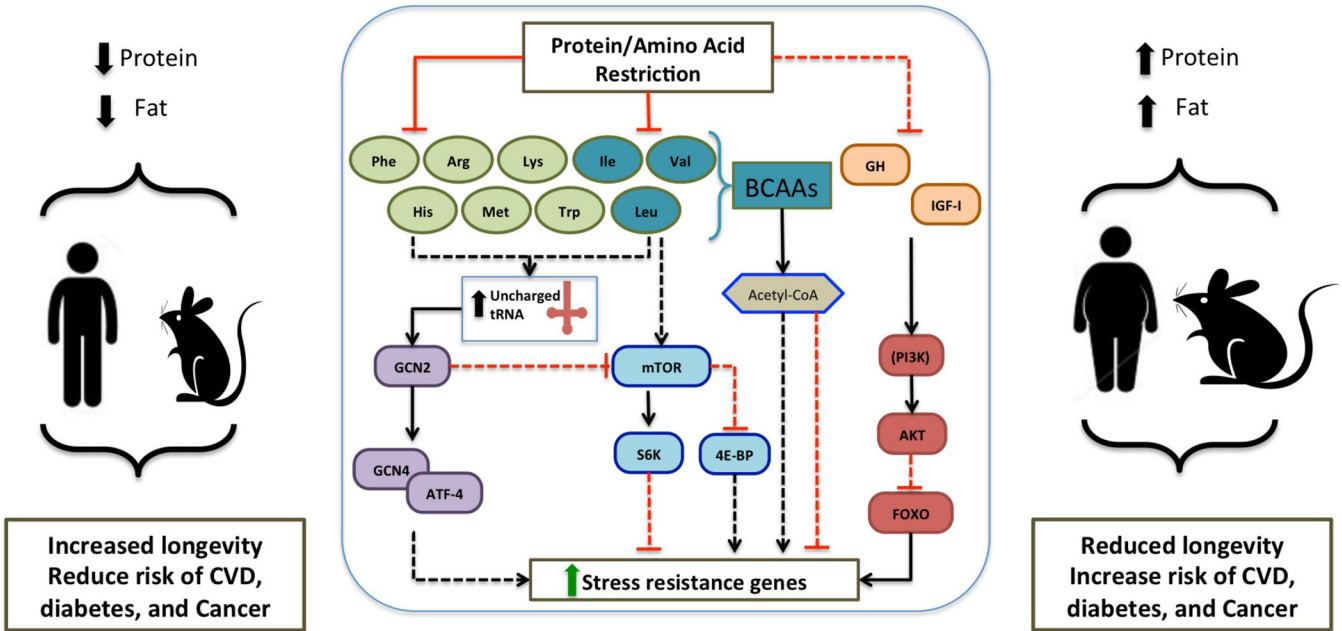 Protein
Fat
Increased longevity
Reduce risk of CVD,
diabetes, and Cancer
Protein/Amino Acid
Restriction
Phe
Arg
Lys
Ile
Val
His
Met
Trp
Leu
BCAAs
GH
IGF-I
Uncharged
tRNA
Acetyl-CoA
GCN2
mTOR
(PI3K)
S6K
4E-BP
AKT
GCN4
ATF-4
FOXO
Stress resistance genes
Protein
Fat
Reduced longevity
Increase risk of CVD,
diabetes, and Cancer